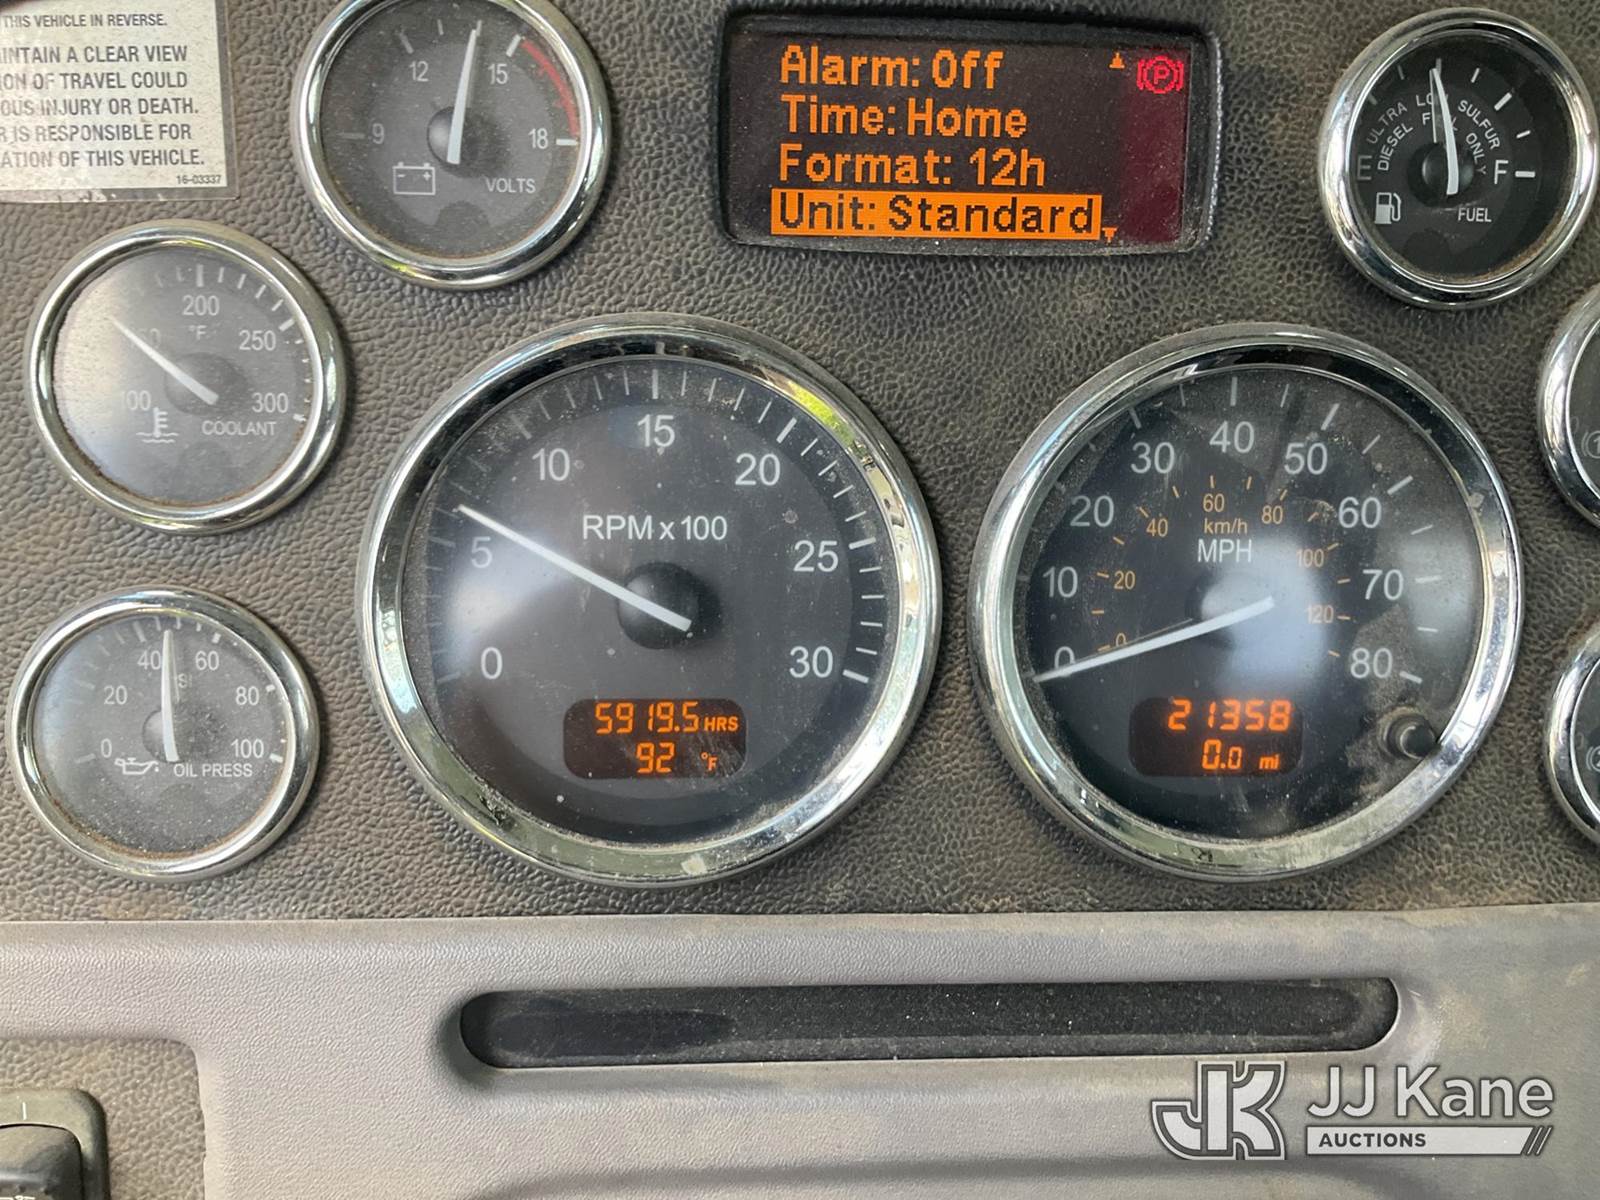 THIS VEHICLE IN REVERSE.
INTAIN A CLEAR VIEW
ION OF TRAVEL COULD
OUS INJURY OR DEATH.
R IS RESPONSIBLE FOR
ATION OF THIS VEHICLE.
16-03337
9 12 15 18
VOLTS
Alarm: Off
Time: Home
Format: 12h
Unit: Standard
P
ULTRA LOW SULFUR
DIESEL FUEL ONLY
E F
FUEL
100 200 250 300
°F
COOLANT
0 5 10 15 20 25 30
RPM x 100
5919.5 HRS
92 °F
0 10 20 30 40 50 60 70 80
0 20 40 60 80 100 120
km/h
MPH
21358
0.0 mi
0 20 40 60 80 100
OIL PRESS
JK
JJ Kane
AUCTIONS